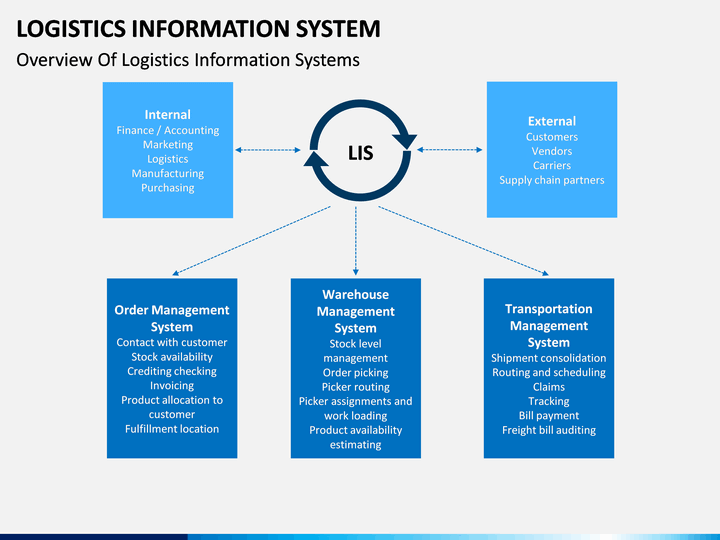 LOGISTICS INFORMATION SYSTEM
Overview Of Logistics Information Systems
Internal
Finance / Accounting
Marketing
Logistics
Manufacturing
Purchasing
LIS
External
Customers
Vendors
Carriers
Supply chain partners
Order Management
System
Contact with customer
Stock availability
Crediting checking
Invoicing
Product allocation to
customer
Fulfillment location
Warehouse
Management
System
Stock level
management
Order picking
Picker routing
Picker assignments and
work loading
Product availability
estimating
Transportation
Management
System
Shipment consolidation
Routing and scheduling
Claims
Tracking
Bill payment
Freight bill auditing